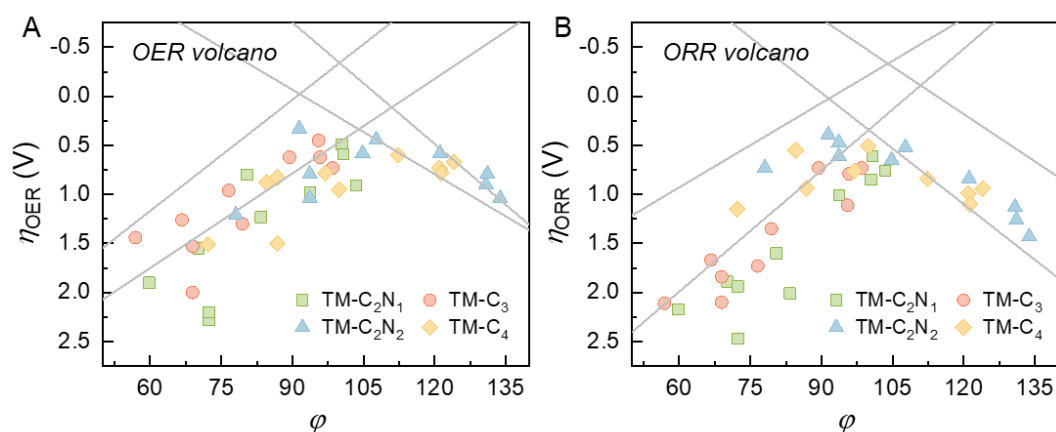 A
OER volcano
-0.5
0.0
0.5
1.0
1.5
2.0
2.5
η_OER (V)
TM-C₂N₁ TM-C₃
TM-C₂N₂ TM-C₄
60 75 90 105 120 135
φ
B
ORR volcano
-0.5
0.0
0.5
1.0
1.5
2.0
2.5
η_ORR (V)
TM-C₂N₁ TM-C₃
TM-C₂N₂ TM-C₄
60 75 90 105 120 135
φ